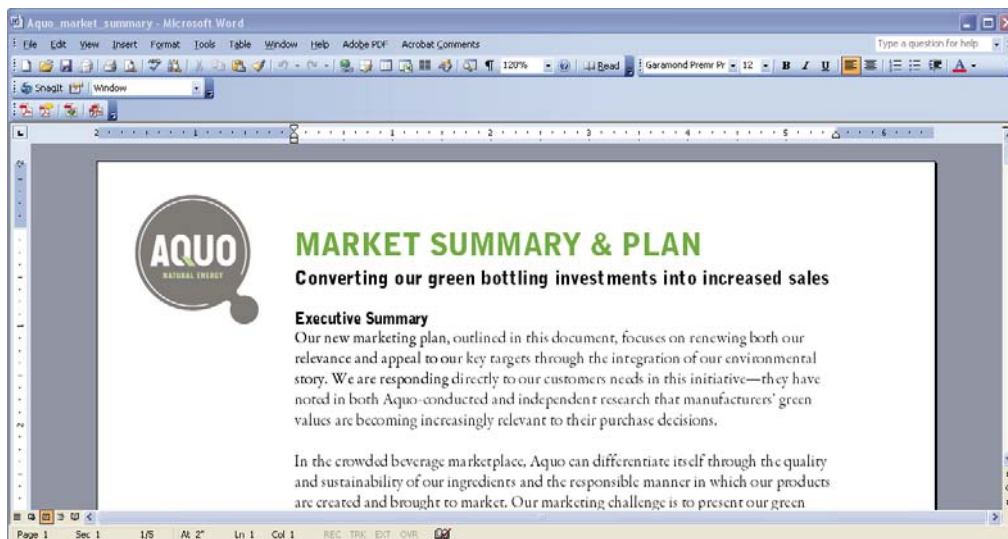 Aquo_market_summary - Microsoft Word
File Edit View Insert Format Tools Table Window Help Adobe PDF Acrobat Comments Type a question for help
120% Read Garamond Premr Pr 12 B I U A
SnagIt Window
2 1 1 2 3 4 5 6
AQUO
NATURAL ENERGY
MARKET SUMMARY & PLAN
Converting our green bottling investments into increased sales
Executive Summary
Our new marketing plan, outlined in this document, focuses on renewing both our
relevance and appeal to our key targets through the integration of our environmental
story. We are responding directly to our customers needs in this initiative—they have
noted in both Aquo-conducted and independent research that manufacturers' green
values are becoming increasingly relevant to their purchase decisions.
In the crowded beverage marketplace, Aquo can differentiate itself through the quality
and sustainability of our ingredients and the responsible manner in which our products
are created and brought to market. Our marketing challenge is to present our green
Page 1 Sec 1 1/5 At 2" Ln 1 Col 1 REC TRK EXT OVR